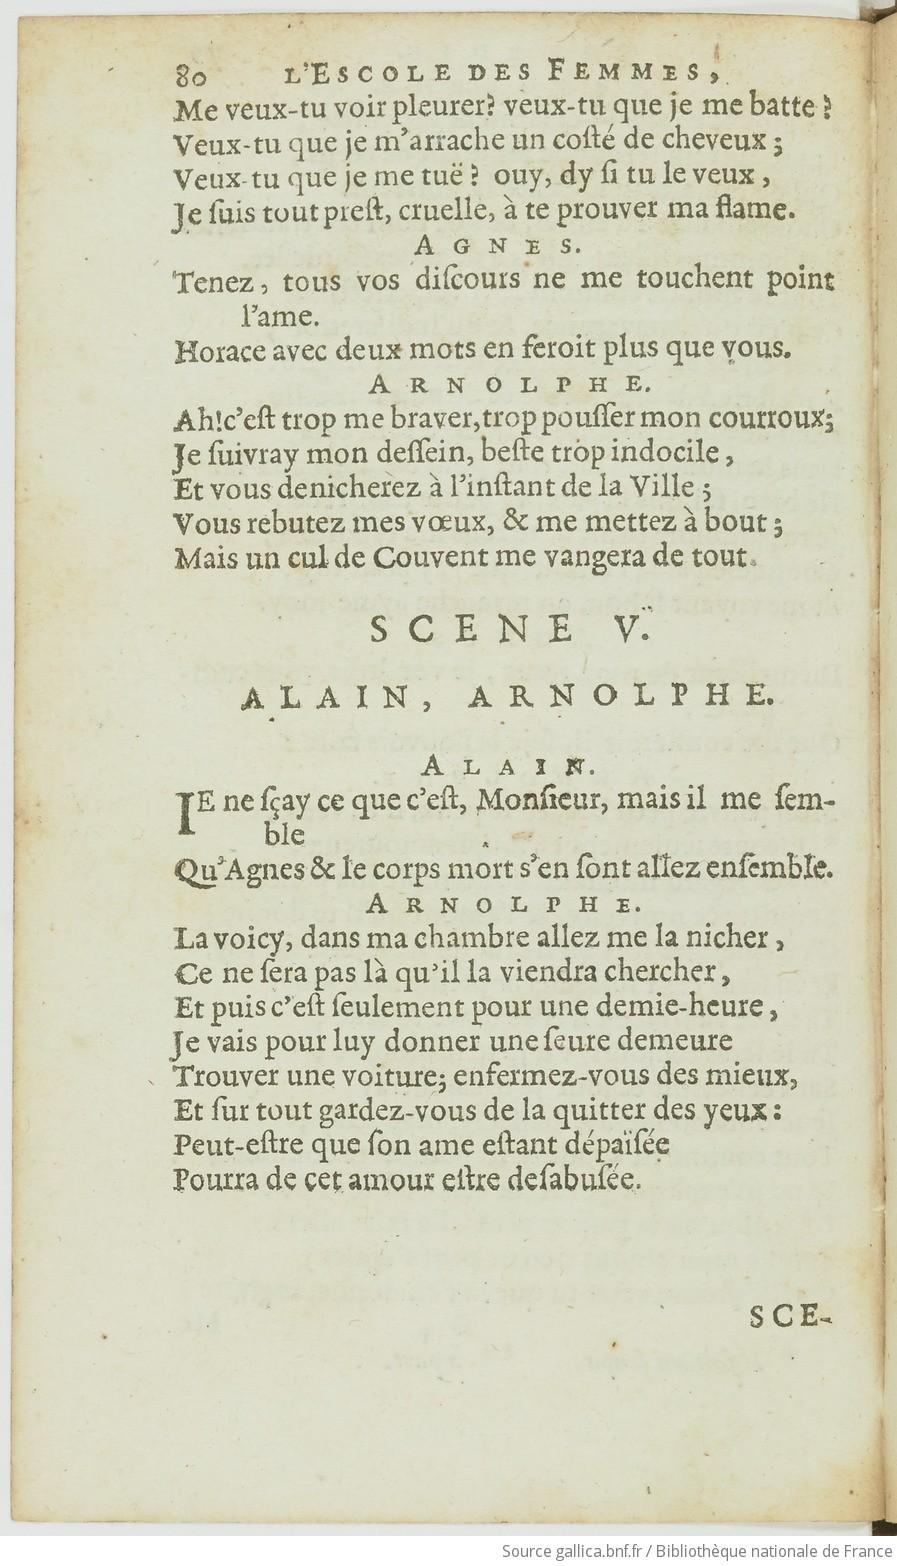 80 L'ESCOLE DES FEMMES,
Me veux-tu voir pleurer? veux-tu que je me batte?
Veux-tu que je m'arrache un coſté de cheveux;
Veux-tu que je me tuë? ouy, dy ſi tu le veux,
Je ſuis tout preſt, cruelle, à te prouver ma flame.
AGNES.
Tenez, tous vos diſcours ne me touchent point
l'ame.
Horace avec deux mots en feroit plus que vous.
ARNOLPHE.
Ah! c'eſt trop me braver, trop pouſſer mon courroux;
Je ſuivray mon deſſein, beſte trop indocile,
Et vous denicherez à l'inſtant de la Ville;
Vous rebutez mes vœux, & me mettez à bout;
Mais un cul de Couvent me vangera de tout.
SCENE V.
ALAIN, ARNOLPHE.
ALAIN.
IE ne ſçay ce que c'eſt, Monſieur, mais il me ſem-
ble
Qu'Agnes & le corps mort s'en ſont allez enſemble.
ARNOLPHE.
La voicy, dans ma chambre allez me la nicher,
Ce ne ſera pas là qu'il la viendra chercher,
Et puis c'eſt ſeulement pour une demie-heure,
Je vais pour luy donner une ſeure demeure
Trouver une voiture; enfermez-vous des mieux,
Et ſur tout gardez-vous de la quitter des yeux:
Peut-eſtre que ſon ame eſtant dépaïſée
Pourra de cet amour eſtre deſabuſée.
SCE-
Source gallica.bnf.fr / Bibliothèque nationale de France